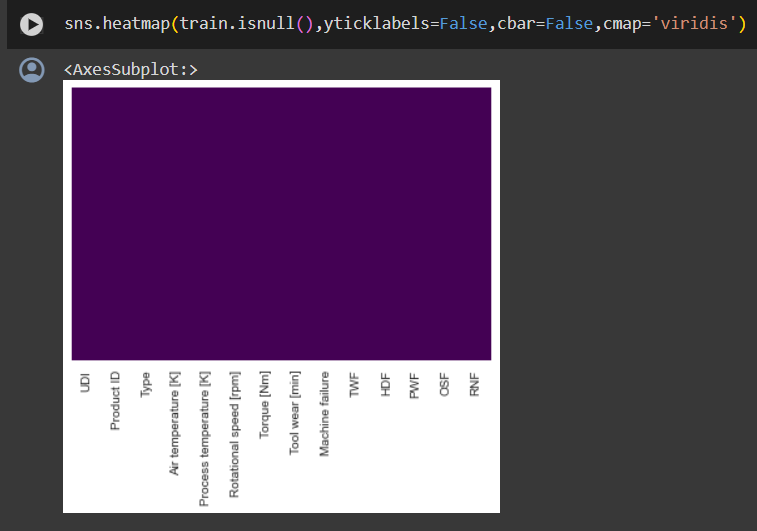 sns.heatmap(train.isnull(),yticklabels=False,cbar=False,cmap='viridis')
<AxesSubplot:>
UDI
Product ID
Type
Air temperature [K]
Process temperature [K]
Rotational speed [rpm]
Torque [Nm]
Tool wear [min]
Machine failure
TWF
HDF
PWF
OSF
RNF